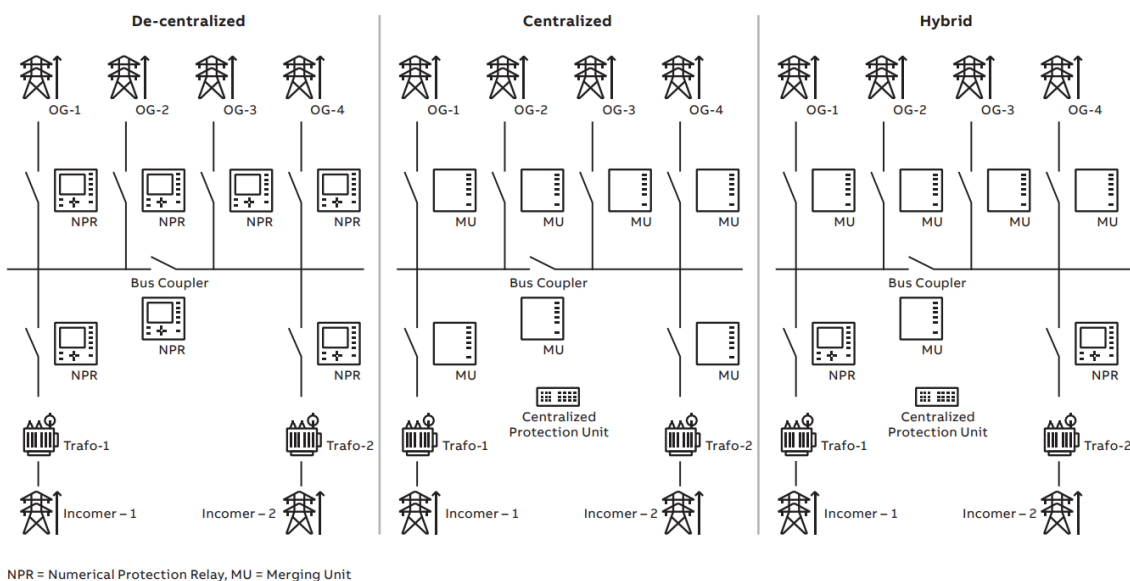 De-centralized
Centralized
Hybrid
OG-1 OG-2 OG-3 OG-4
OG-1 OG-2 OG-3 OG-4
OG-1 OG-2 OG-3 OG-4
NPR NPR NPR NPR
MU MU MU MU
MU MU MU MU
Bus Coupler
Bus Coupler
Bus Coupler
NPR NPR NPR
MU MU MU
NPR MU NPR
Centralized
Protection Unit
Centralized
Protection Unit
Trafo-1 Trafo-2
Trafo-1 Trafo-2
Trafo-1 Trafo-2
Incomer – 1 Incomer – 2
Incomer – 1 Incomer – 2
Incomer – 1 Incomer – 2
NPR = Numerical Protection Relay, MU = Merging Unit